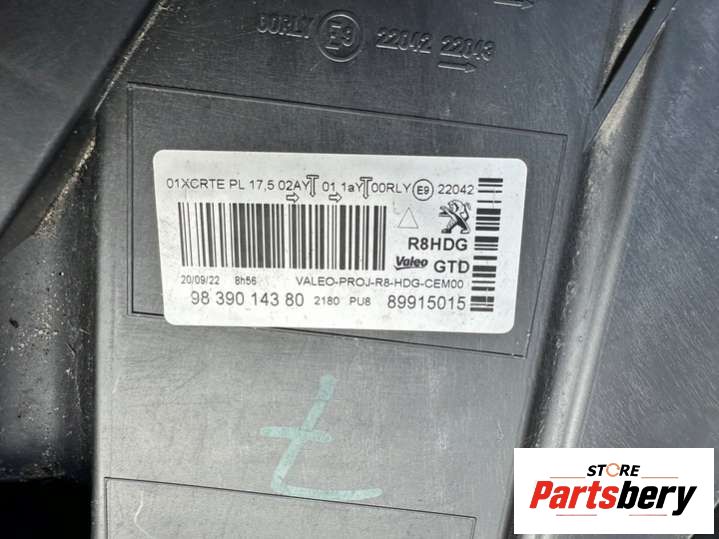 00RLY E9 22042 22043
01XCRTE PL 17,5 02AY 01 1aY 00RLY E9 22042
R8HDG
Valeo GTD
20/09/22 8h56 VALEO-PROJ-R8-HDG-CEM00
98 390 143 80 2180 PU8 89915015
7
STORE
Partsbery